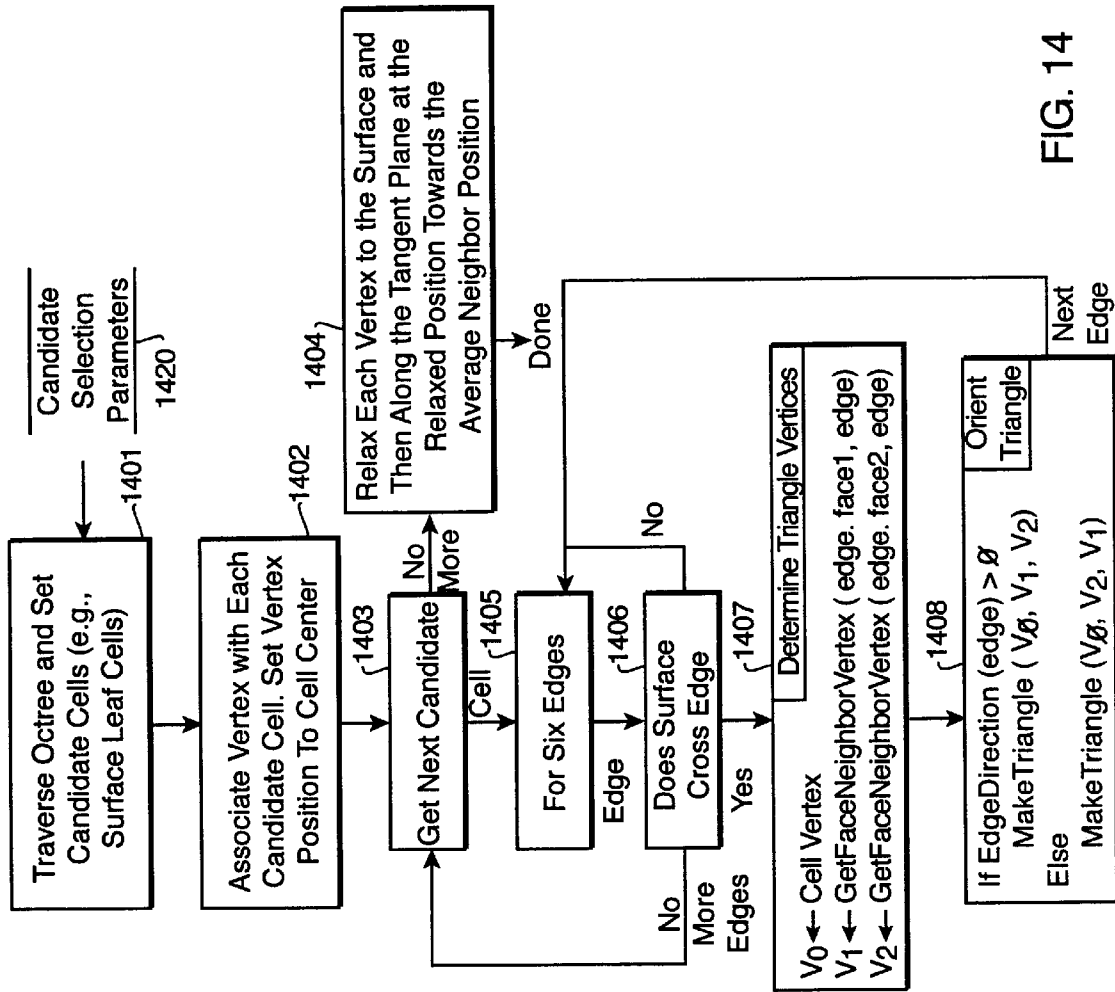 Candidate
Selection
Parameters
1420
Traverse Octree and Set
Candidate Cells (e.g.,
Surface Leaf Cells)
1401
Associate Vertex with Each
Candidate Cell. Set Vertex
Position To Cell Center
1402
Get Next Candidate
1403
No
More
Relax Each Vertex to the Surface and
Then Along the Tangent Plane at the
Relaxed Position Towards the
Average Neighbor Position
1404
Done
Cell
For Six Edges
1405
Edge
Does Surface
Cross Edge
1406
No
No
More
Edges
Yes
1407
Determine Triangle Vertices
V0 ← Cell Vertex
V1 ← GetFaceNeighborVertex ( edge. face1, edge)
V2 ← GetFaceNeighborVertex ( edge. face2, edge)
1408
Orient
Triangle
If EdgeDirection (edge) > Ø
MakeTriangle ( VØ, V1, V2)
Else
MakeTriangle (VØ, V2, V1)
Next
Edge
FIG. 14